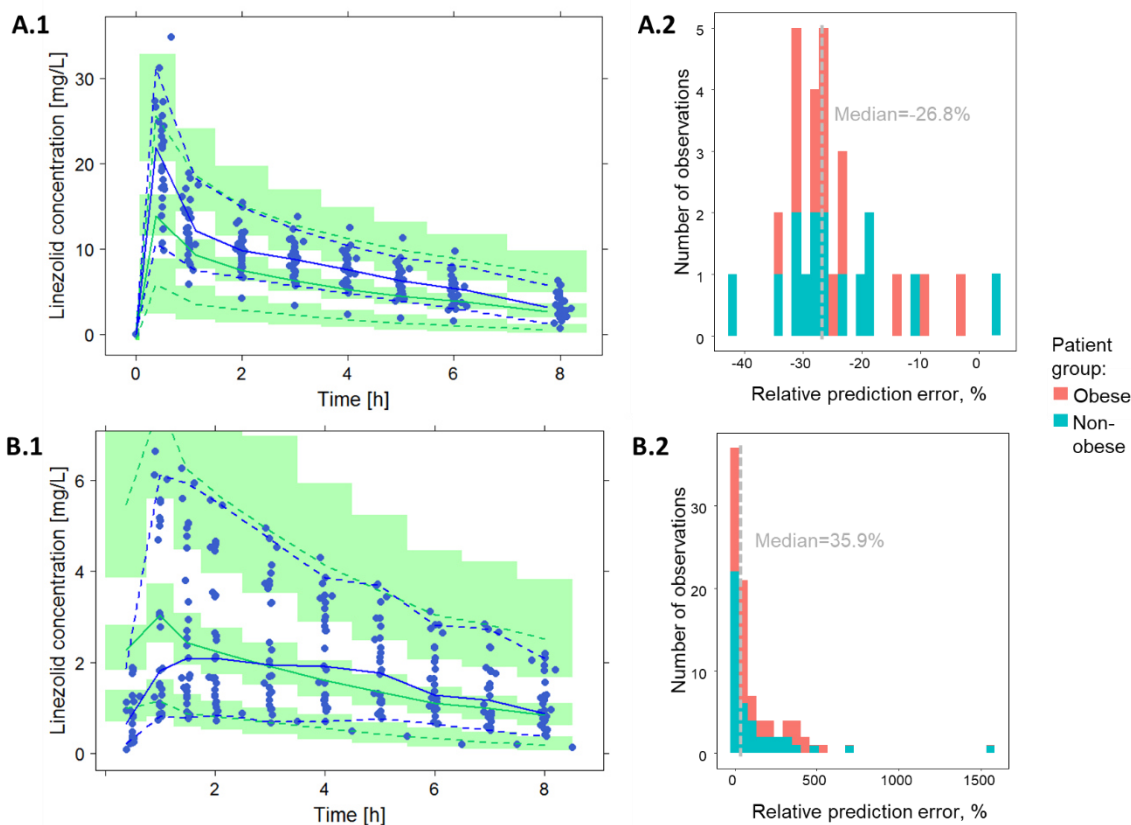 A.1
Linezolid concentration [mg/L]
30
20
10
0
0
2
4
6
8
Time [h]
A.2
Number of observations
5
4
3
2
1
0
Median=-26.8%
-40
-30
-20
-10
0
Relative prediction error, %
Patient
group:
Obese
Non-
obese
B.1
Linezolid concentration [mg/L]
6
4
2
0
2
4
6
8
Time [h]
B.2
Number of observations
30
20
10
0
Median=35.9%
0
500
1000
1500
Relative prediction error, %